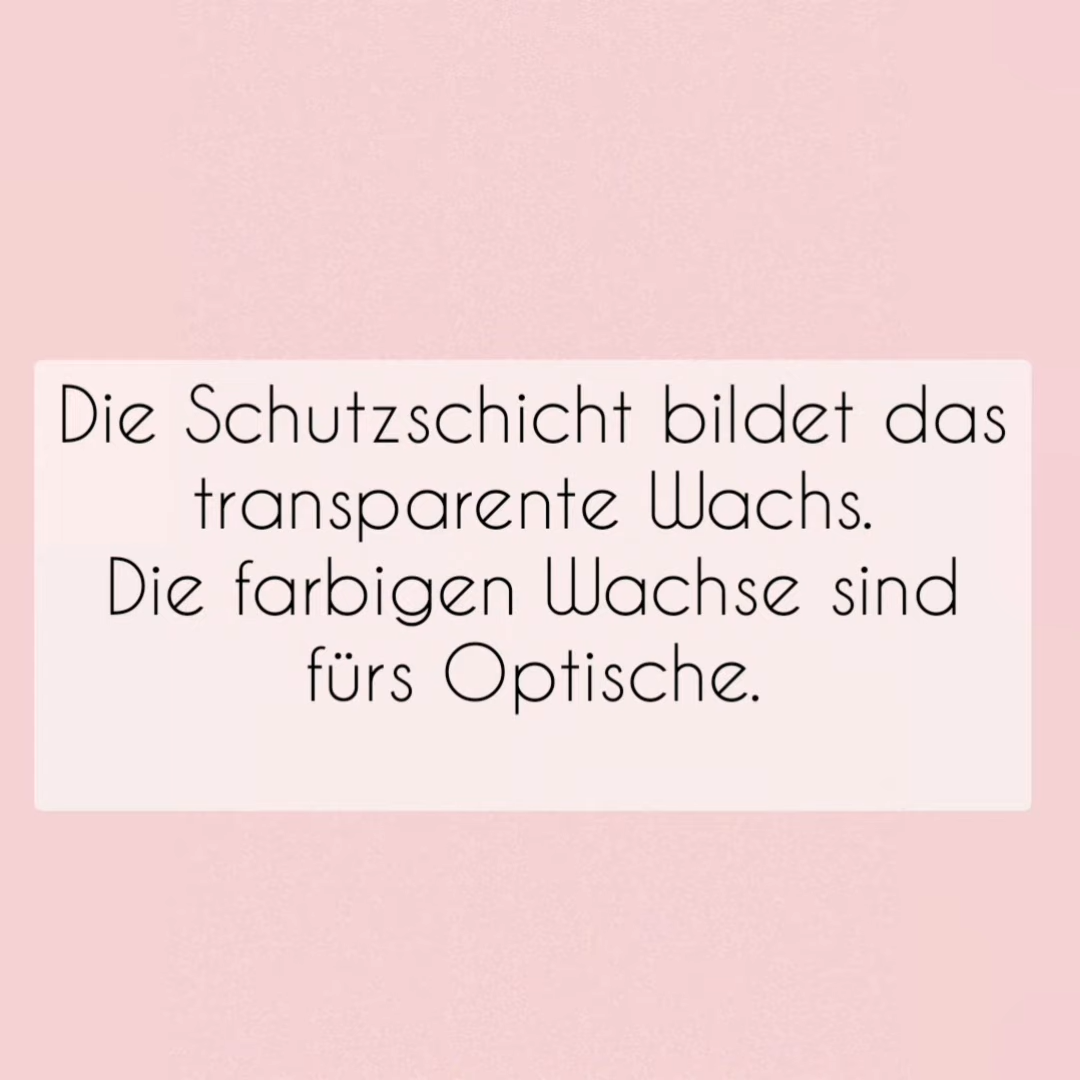 Die Schutzschicht bildet das
transparente Wachs.
Die farbigen Wachse sind
fürs Optische.